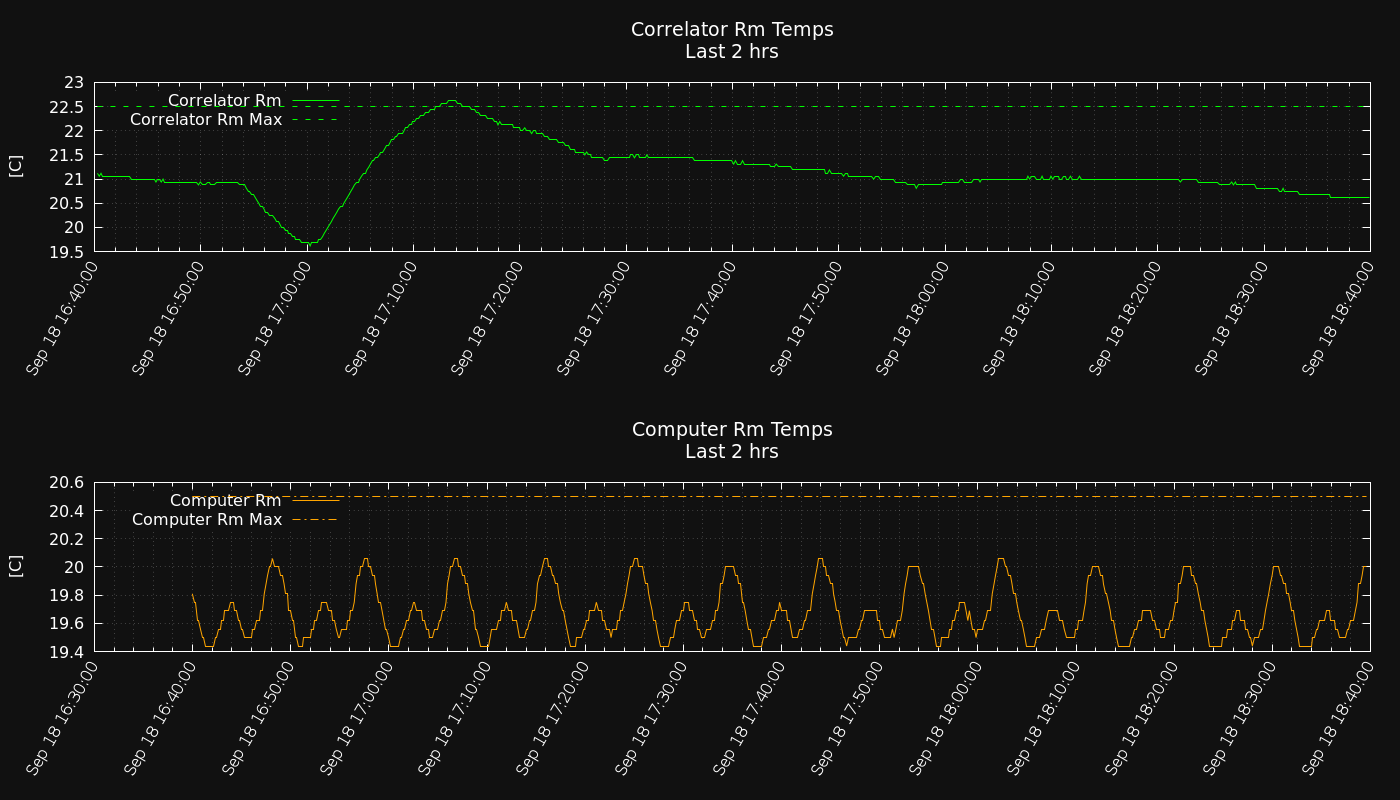 Correlator Rm Temps
Last 2 hrs
23
22.5
22
21.5
21
20.5
20
19.5
[C]
Correlator Rm
Correlator Rm Max
Sep 18 16:40:00
Sep 18 16:50:00
Sep 18 17:00:00
Sep 18 17:10:00
Sep 18 17:20:00
Sep 18 17:30:00
Sep 18 17:40:00
Sep 18 17:50:00
Sep 18 18:00:00
Sep 18 18:10:00
Sep 18 18:20:00
Sep 18 18:30:00
Sep 18 18:40:00
Computer Rm Temps
Last 2 hrs
20.6
20.4
20.2
20
19.8
19.6
19.4
[C]
Computer Rm
Computer Rm Max
Sep 18 16:30:00
Sep 18 16:40:00
Sep 18 16:50:00
Sep 18 17:00:00
Sep 18 17:10:00
Sep 18 17:20:00
Sep 18 17:30:00
Sep 18 17:40:00
Sep 18 17:50:00
Sep 18 18:00:00
Sep 18 18:10:00
Sep 18 18:20:00
Sep 18 18:30:00
Sep 18 18:40:00